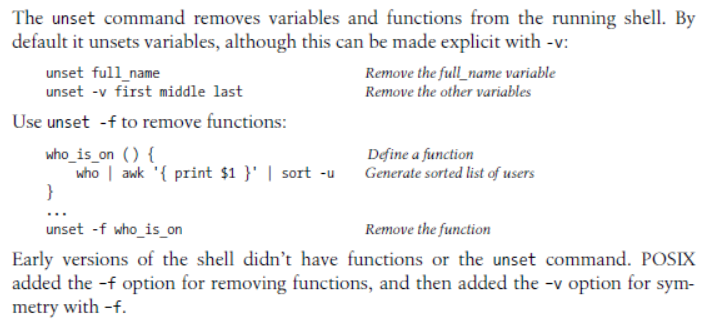 The unset command removes variables and functions from the running shell. By
default it unsets variables, although this can be made explicit with -v:
unset full_name Remove the full_name variable
unset -v first middle last Remove the other variables
Use unset -f to remove functions:
who_is_on () { Define a function
who | awk '{ print $1 }' | sort -u Generate sorted list of users
}
...
unset -f who_is_on Remove the function
Early versions of the shell didn’t have functions or the unset command. POSIX
added the -f option for removing functions, and then added the -v option for sym-
metry with -f.